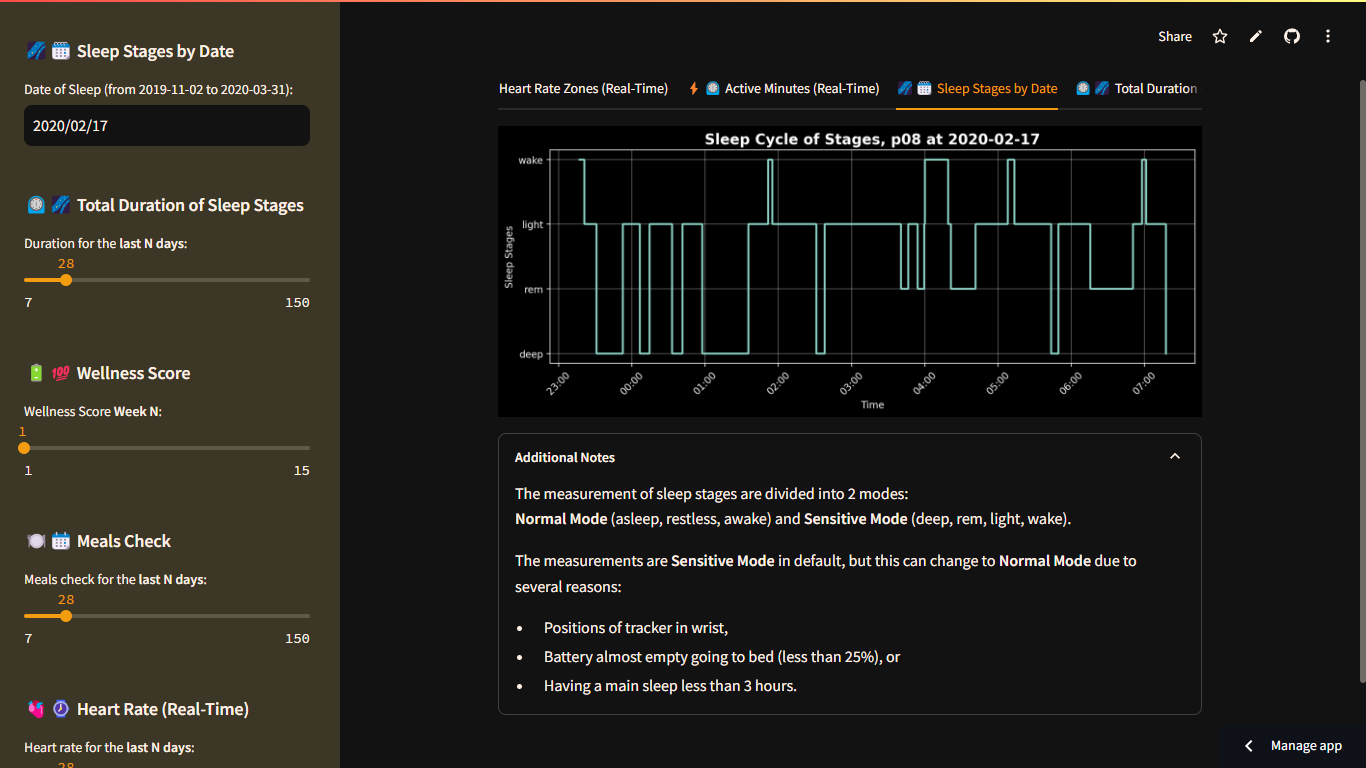 Sleep Stages by Date
Date of Sleep (from 2019-11-02 to 2020-03-31):
2020/02/17
Total Duration of Sleep Stages
Duration for the last N days:
28
7 150
💯 Wellness Score
Wellness Score Week N:
1
1 15
Meals Check
Meals check for the last N days:
28
7 150
Heart Rate (Real-Time)
Heart rate for the last N days:
28
Share
Heart Rate Zones (Real-Time) Active Minutes (Real-Time) Sleep Stages by Date Total Duration
Sleep Cycle of Stages, p08 at 2020-02-17
wake
light
rem
deep
Sleep Stages
23:00 00:00 01:00 02:00 03:00 04:00 05:00 06:00 07:00
Time
Additional Notes
The measurement of sleep stages are divided into 2 modes:
Normal Mode (asleep, restless, awake) and Sensitive Mode (deep, rem, light, wake).
The measurements are Sensitive Mode in default, but this can change to Normal Mode due to
several reasons:
• Positions of tracker in wrist,
• Battery almost empty going to bed (less than 25%), or
• Having a main sleep less than 3 hours.
Manage app